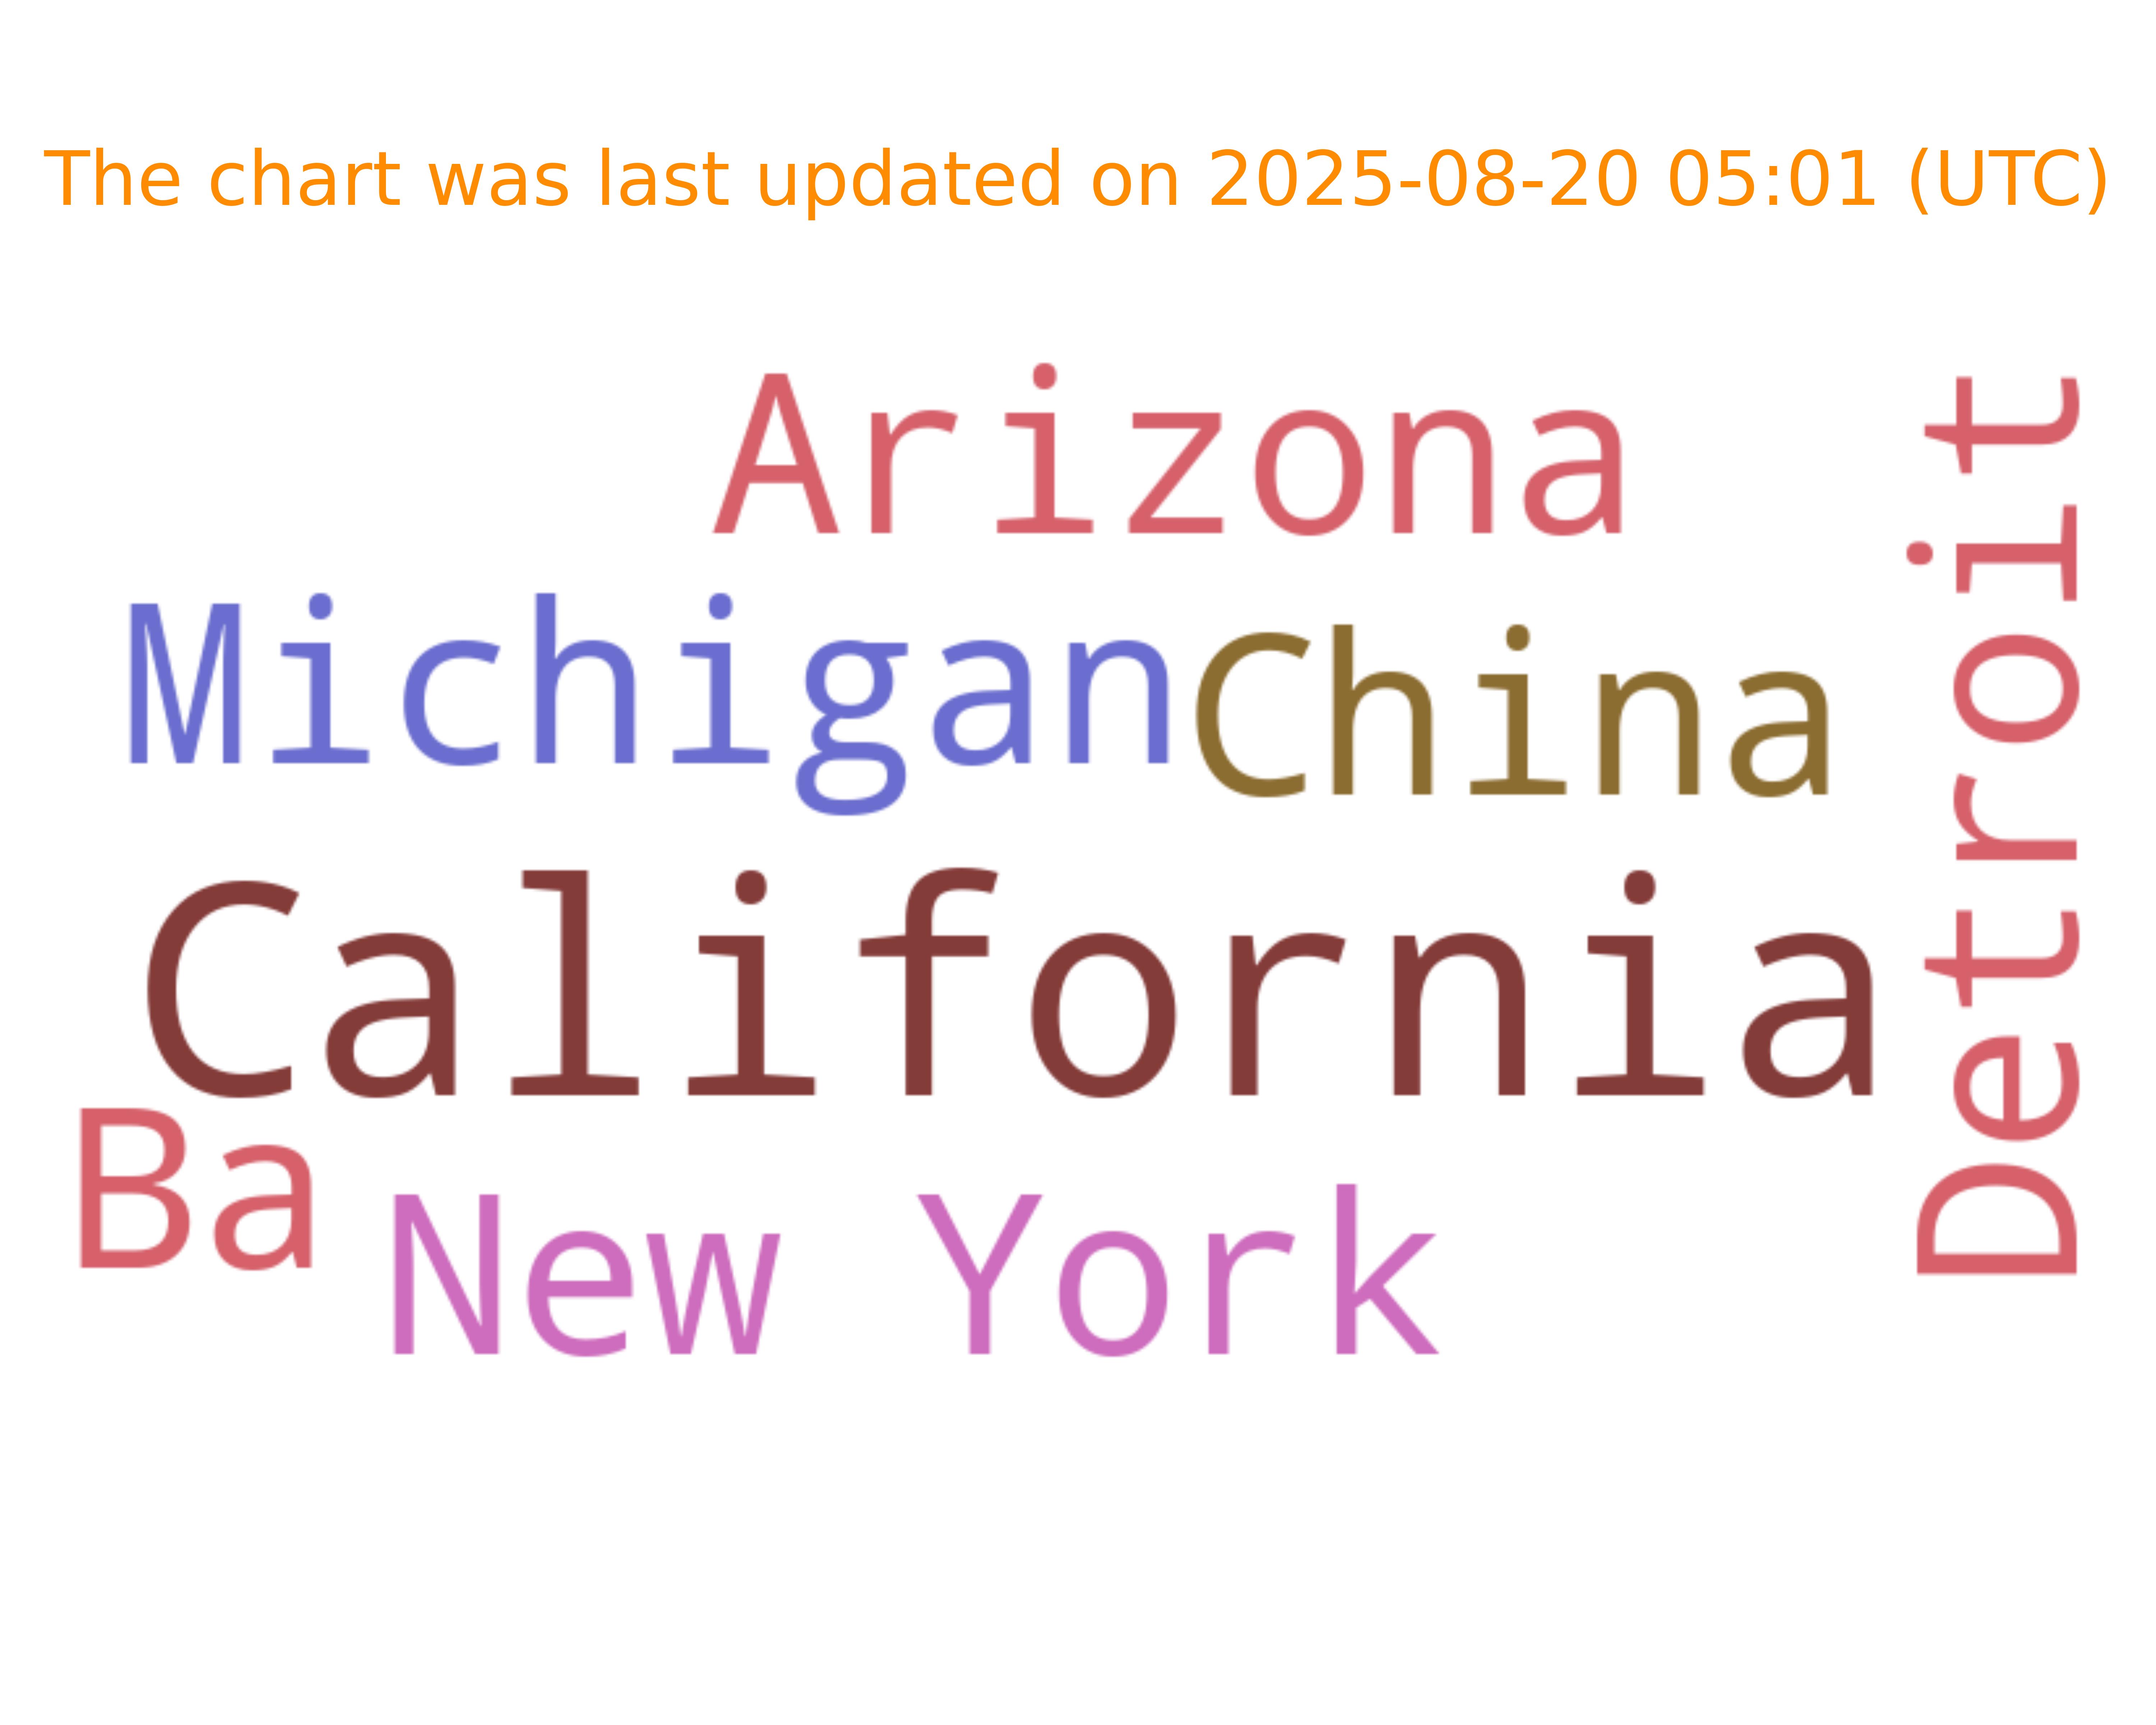 The chart was last updated on 2025-08-20 05:01 (UTC)
Arizona
Detroit
Michigan
China
California
Ba
New York